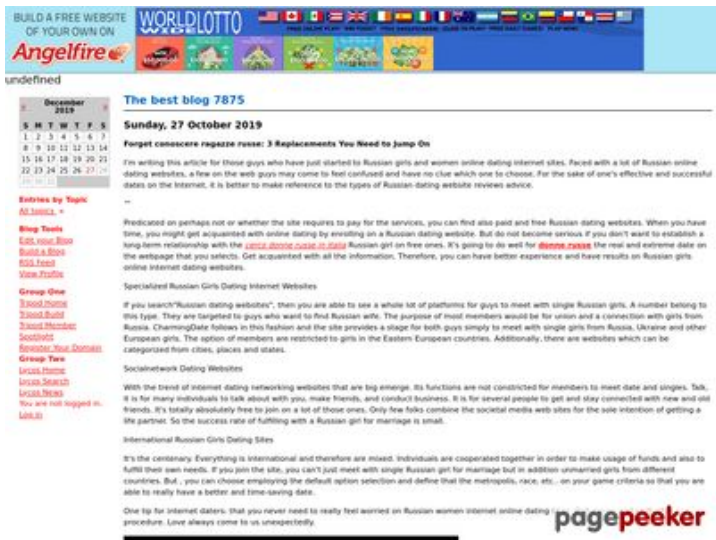 BUILD A FREE WEBSITE
OF YOUR OWN ON
Angelfire
WORLD LOTTO
WIDE
FREE ONLINE PLAY
undefined
December
2019
S M T W T F S
1 2 3 4 5 6 7
8 9 10 11 12 13 14
15 16 17 18 19 20 21
22 23 24 25 26 27 28
29 30 31
Entries by Topic
All topics »
Blog Tools
Edit your Blog
Build a Blog
RSS Feed
View Profile
Group One
Tripod Home
Tripod Build
Tripod Member
Spotlight
Register Your Domain
Group Two
Lycos Home
Lycos Search
Lycos News
You are not logged in.
Log in
The best blog 7875
Sunday, 27 October 2019
Forget conoscere ragazze russe: 3 Replacements You Need to Jump On
I'm writing this article for those guys who have just started to Russian girls and women online dating internet sites. Faced with a lot of Russian online
dating websites, a few on the web guys may come to feel confused and have no clue which one to choose. For the sake of one's effective and successful
dates on the Internet, it is better to make reference to the types of Russian dating website reviews advice.
Predicated on perhaps not or whether the site requires to pay for the services, you can find also paid and free Russian dating websites. When you have
time, you might get acquainted with online dating by enrolling on a Russian dating website. But do not become serious if you don't want to establish a
long-term relationship with the cerco donne russe in italia Russian girl on free ones. It's going to do well for donne russe the real and extreme date on
the webpage that you selects. Get acquainted with all the information. Therefore, you can have better experience and have results on Russian girls
online internet dating websites.
Specialized Russian Girls Dating Internet Websites
If you search"Russian dating websites", then you are able to see a whole lot of platforms for guys to meet with single Russian girls. A number belong to
this type. They are targeted to guys who want to find Russian wife. The purpose of most members would be for union and a connection with girls from
Russia. CharmingDate follows in this fashion and the site provides a stage for both guys simply to meet with single girls from Russia, Ukraine and other
European girls. The option of members are restricted to girls in the Eastern European countries. Additionally, there are websites which can be
categorized from cities, places and states.
Socialnetwork Dating Websites
With the trend of internet dating networking websites that are big emerge. Its functions are not constricted for members to meet date and singles. Talk,
it is for many individuals to talk about with you, make friends, and conduct business. It is for several people to get and stay connected with new and old
friends. It's totally absolutely free to join on a lot of those ones. Only few folks combine the societal media web sites for the sole intention of getting a
life partner. So the success rate of fulfilling with a Russian girl for marriage is small.
International Russian Girls Dating Sites
It's the centenary. Everything is international and therefore are mixed. Individuals are cooperated together in order to make usage of funds and also to
fulfill their own needs. If you join the site, you can't just meet with single Russian girl for marriage but in addition unmarried girls from different
countries. But , you can choose employing the default option selection and define that the metropolis, race, etc., on your game criteria so that you are
able to really have a better and time-saving date.
One tip for internet daters: that you never need to really feel worried on Russian women internet online dating
procedure. Love always come to us unexpectedly.
pagepeeker